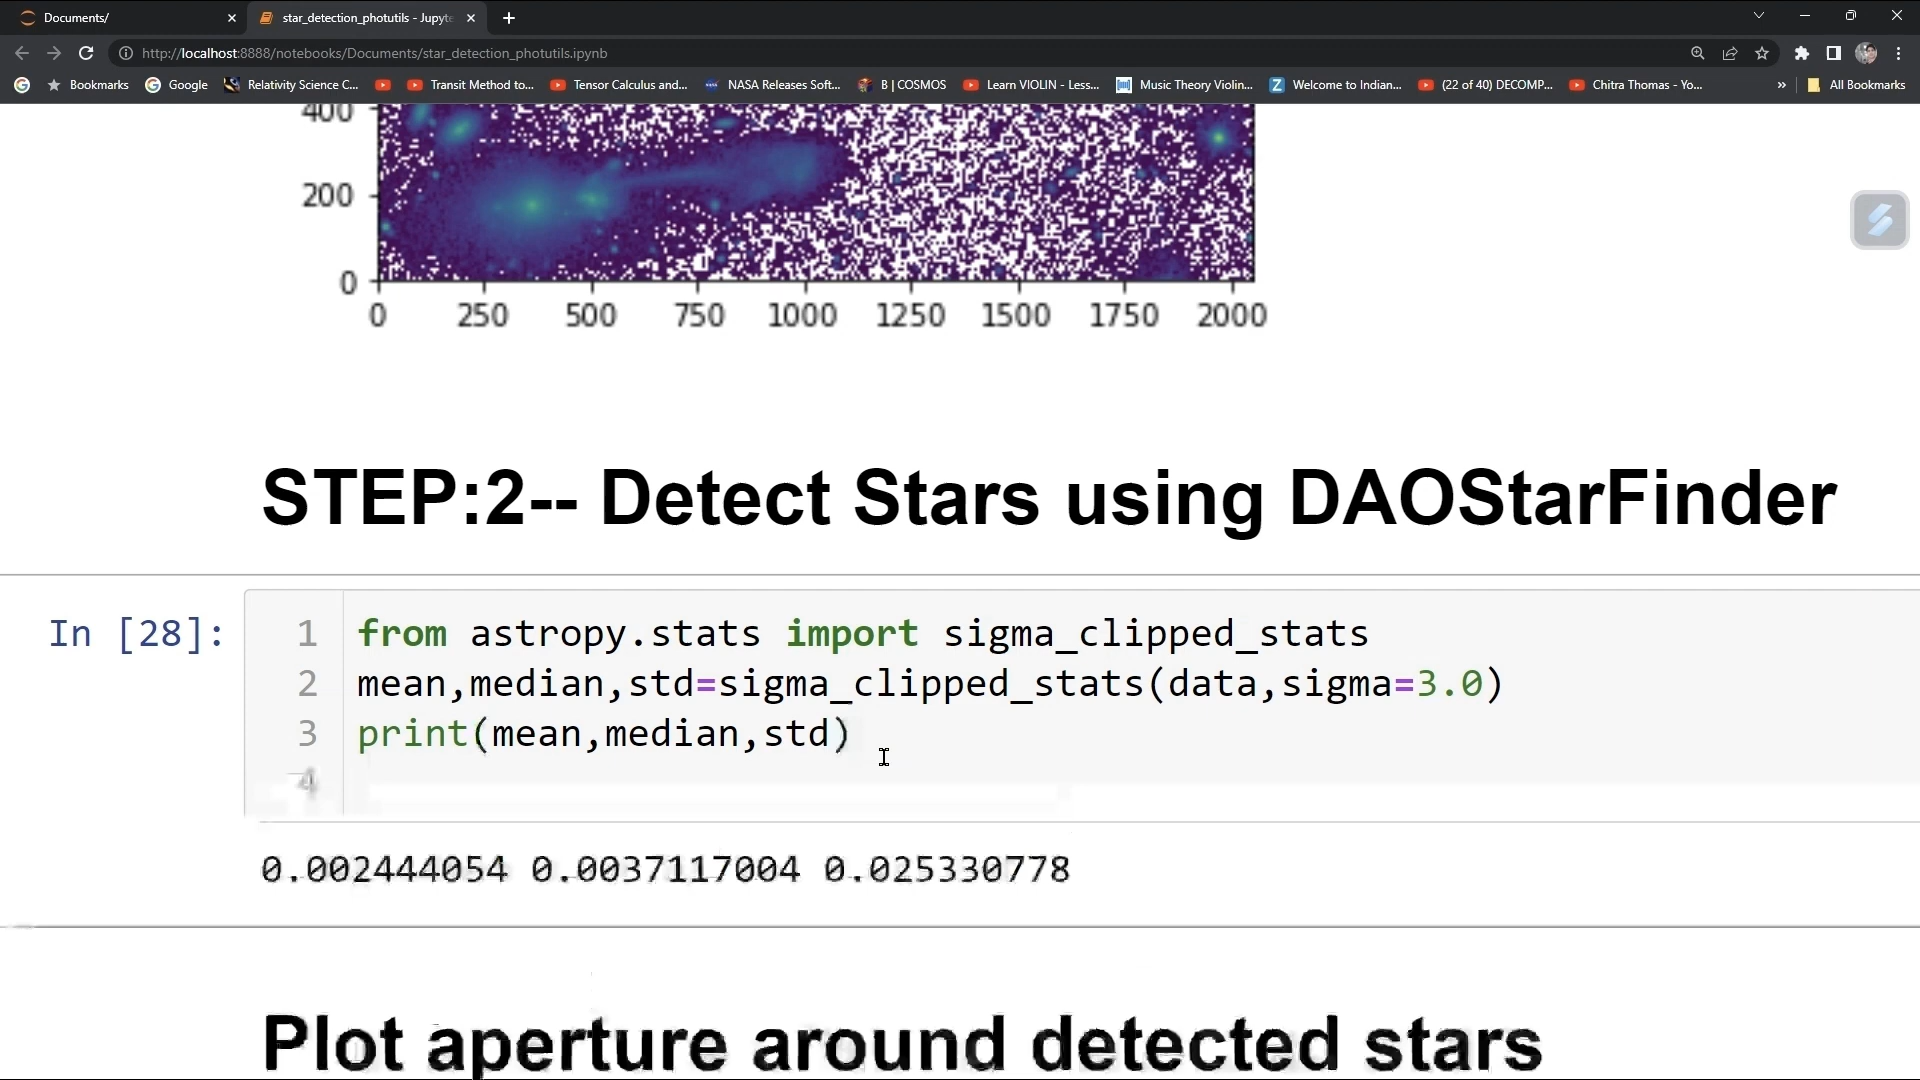 Documents/
star_detection_photutils - Jupyte
http://localhost:8888/notebooks/Documents/star_detection_photutils.ipynb
Bookmarks
Google
Relativity Science C...
Transit Method to...
Tensor Calculus and...
NASA Releases Soft...
B | COSMOS
Learn VIOLIN - Less...
Music Theory Violin...
Welcome to Indian...
(22 of 40) DECOMP...
Chitra Thomas - Yo...
»
All Bookmarks
400
200
0
0 250 500 750 1000 1250 1500 1750 2000
STEP:2-- Detect Stars using DAOStarFinder
In [28]:
1 from astropy.stats import sigma_clipped_stats
2 mean,median,std=sigma_clipped_stats(data,sigma=3.0)
3 print(mean,median,std)
4
0.002444054 0.0037117004 0.025330778
Plot aperture around detected stars